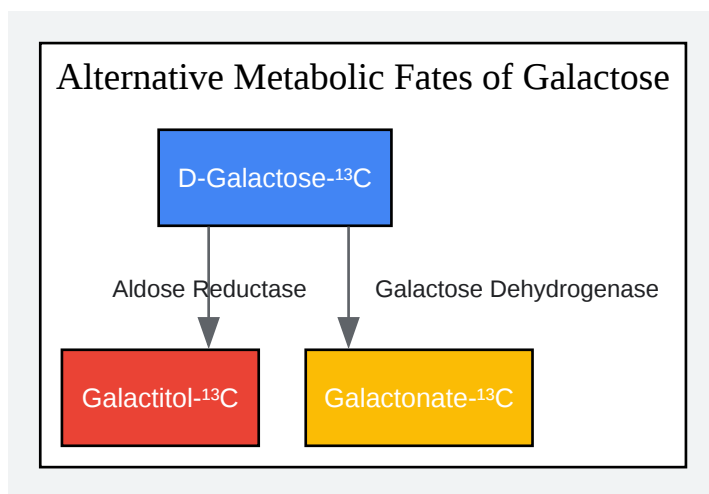 Alternative Metabolic Fates of Galactose
D-Galactose-¹³C
Aldose Reductase
Galactose Dehydrogenase
Galactitol-¹³C
Galactonate-¹³C